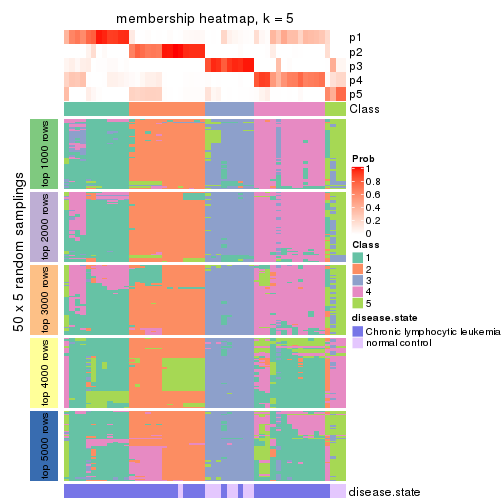 membership heatmap, k = 5
p1
p2
p3
p4
p5
Class
50 x 5 random samplings
top 1000 rows
top 2000 rows
top 3000 rows
top 4000 rows
top 5000 rows
disease.state
Prob
1
0.8
0.6
0.4
0.2
0
Class
1
2
3
4
5
disease.state
Chronic lymphocytic leukemia
normal control